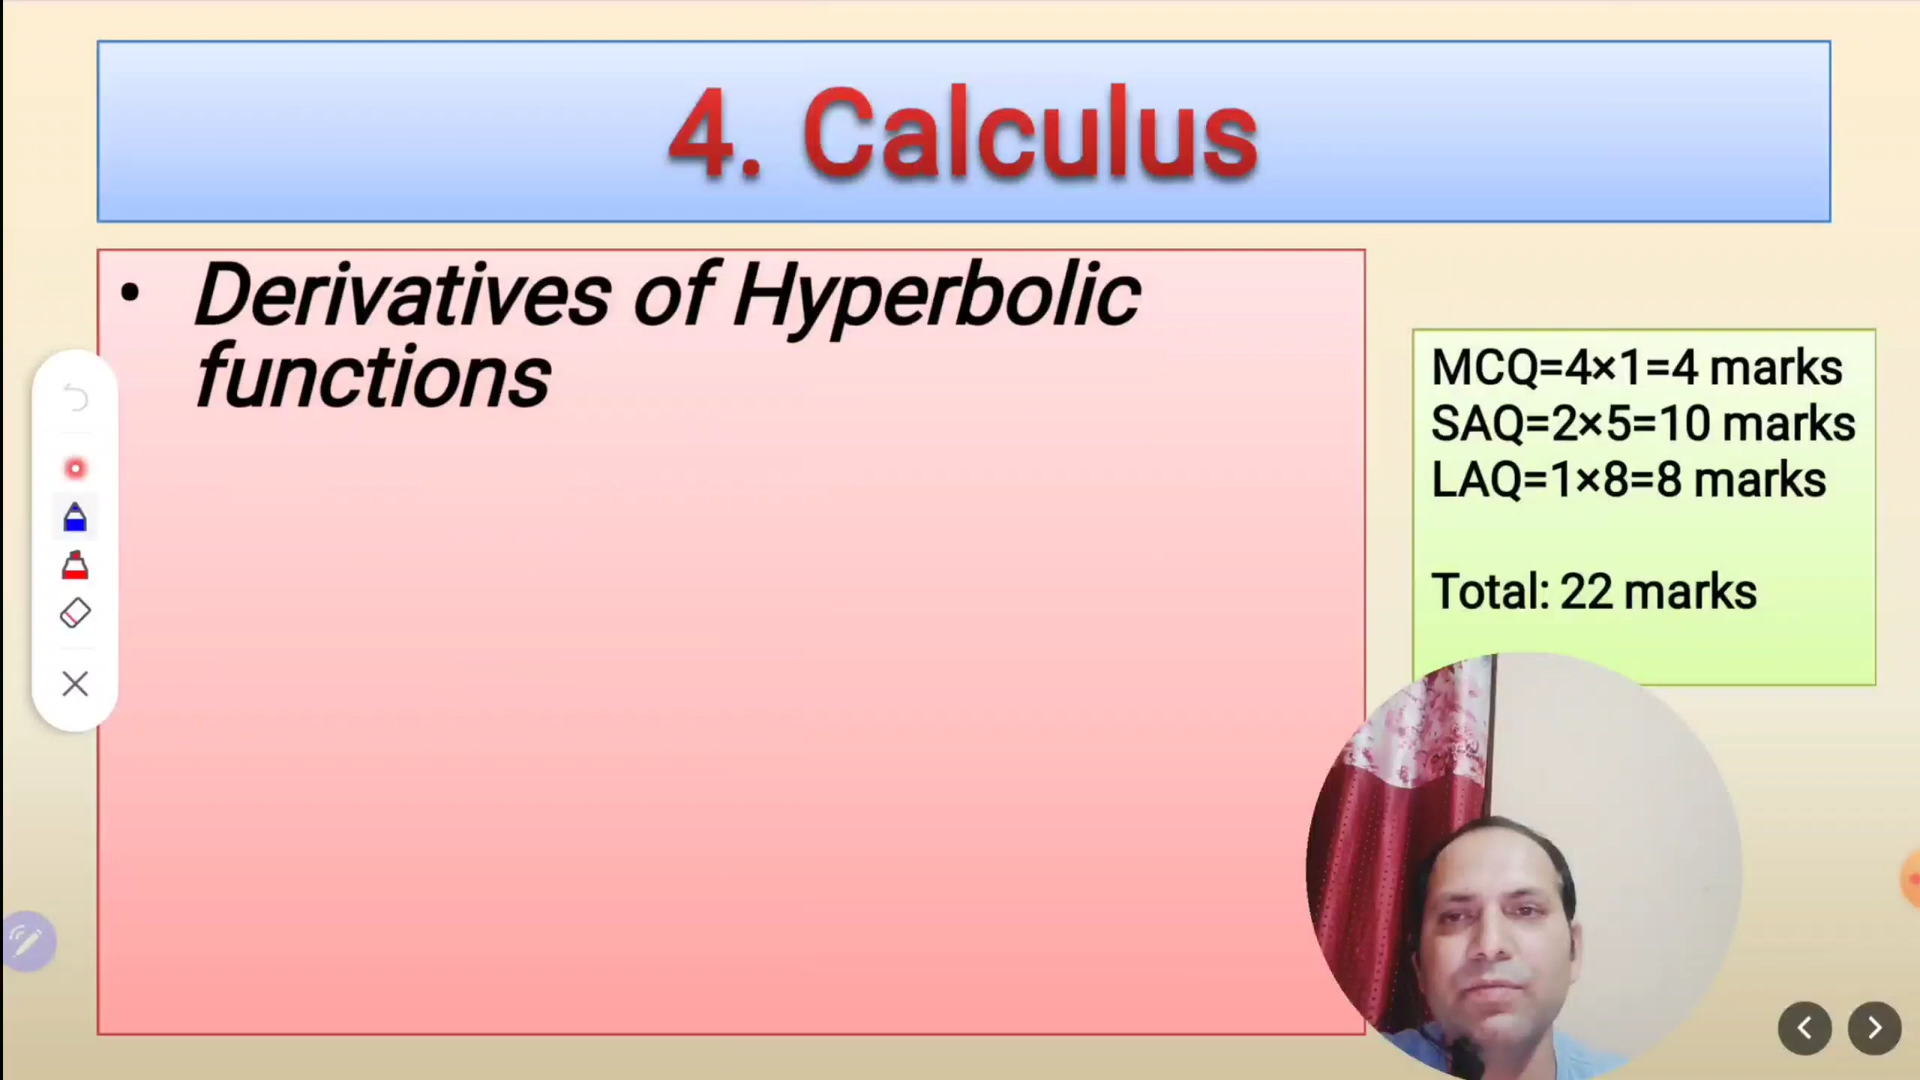 4. Calculus
• Derivatives of Hyperbolic
functions
MCQ=4×1=4 marks
SAQ=2×5=10 marks
LAQ=1×8=8 marks
Total: 22 marks